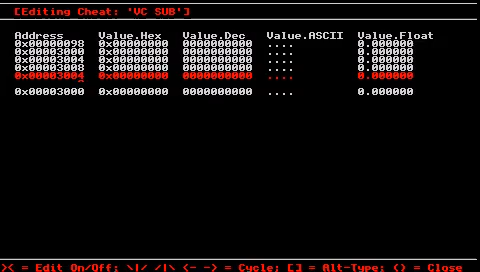 [Editing Cheat: 'VC SUB']
Address Value.Hex Value.Dec Value.ASCII Value.Float
0x00000098 0x00000000 0000000000 .... 0.000000
0x00003000 0x00000000 0000000000 .... 0.000000
0x00003004 0x00000000 0000000000 .... 0.000000
0x00003008 0x00000000 0000000000 .... 0.000000
0x00003004 0x00000000 0000000000 .... 0.000000
0x00003000 0x00000000 0000000000 .... 0.000000
>< = Edit On/Off; \|/ /|\ <- -> = Cycle; [] = Alt-Type; () = Close